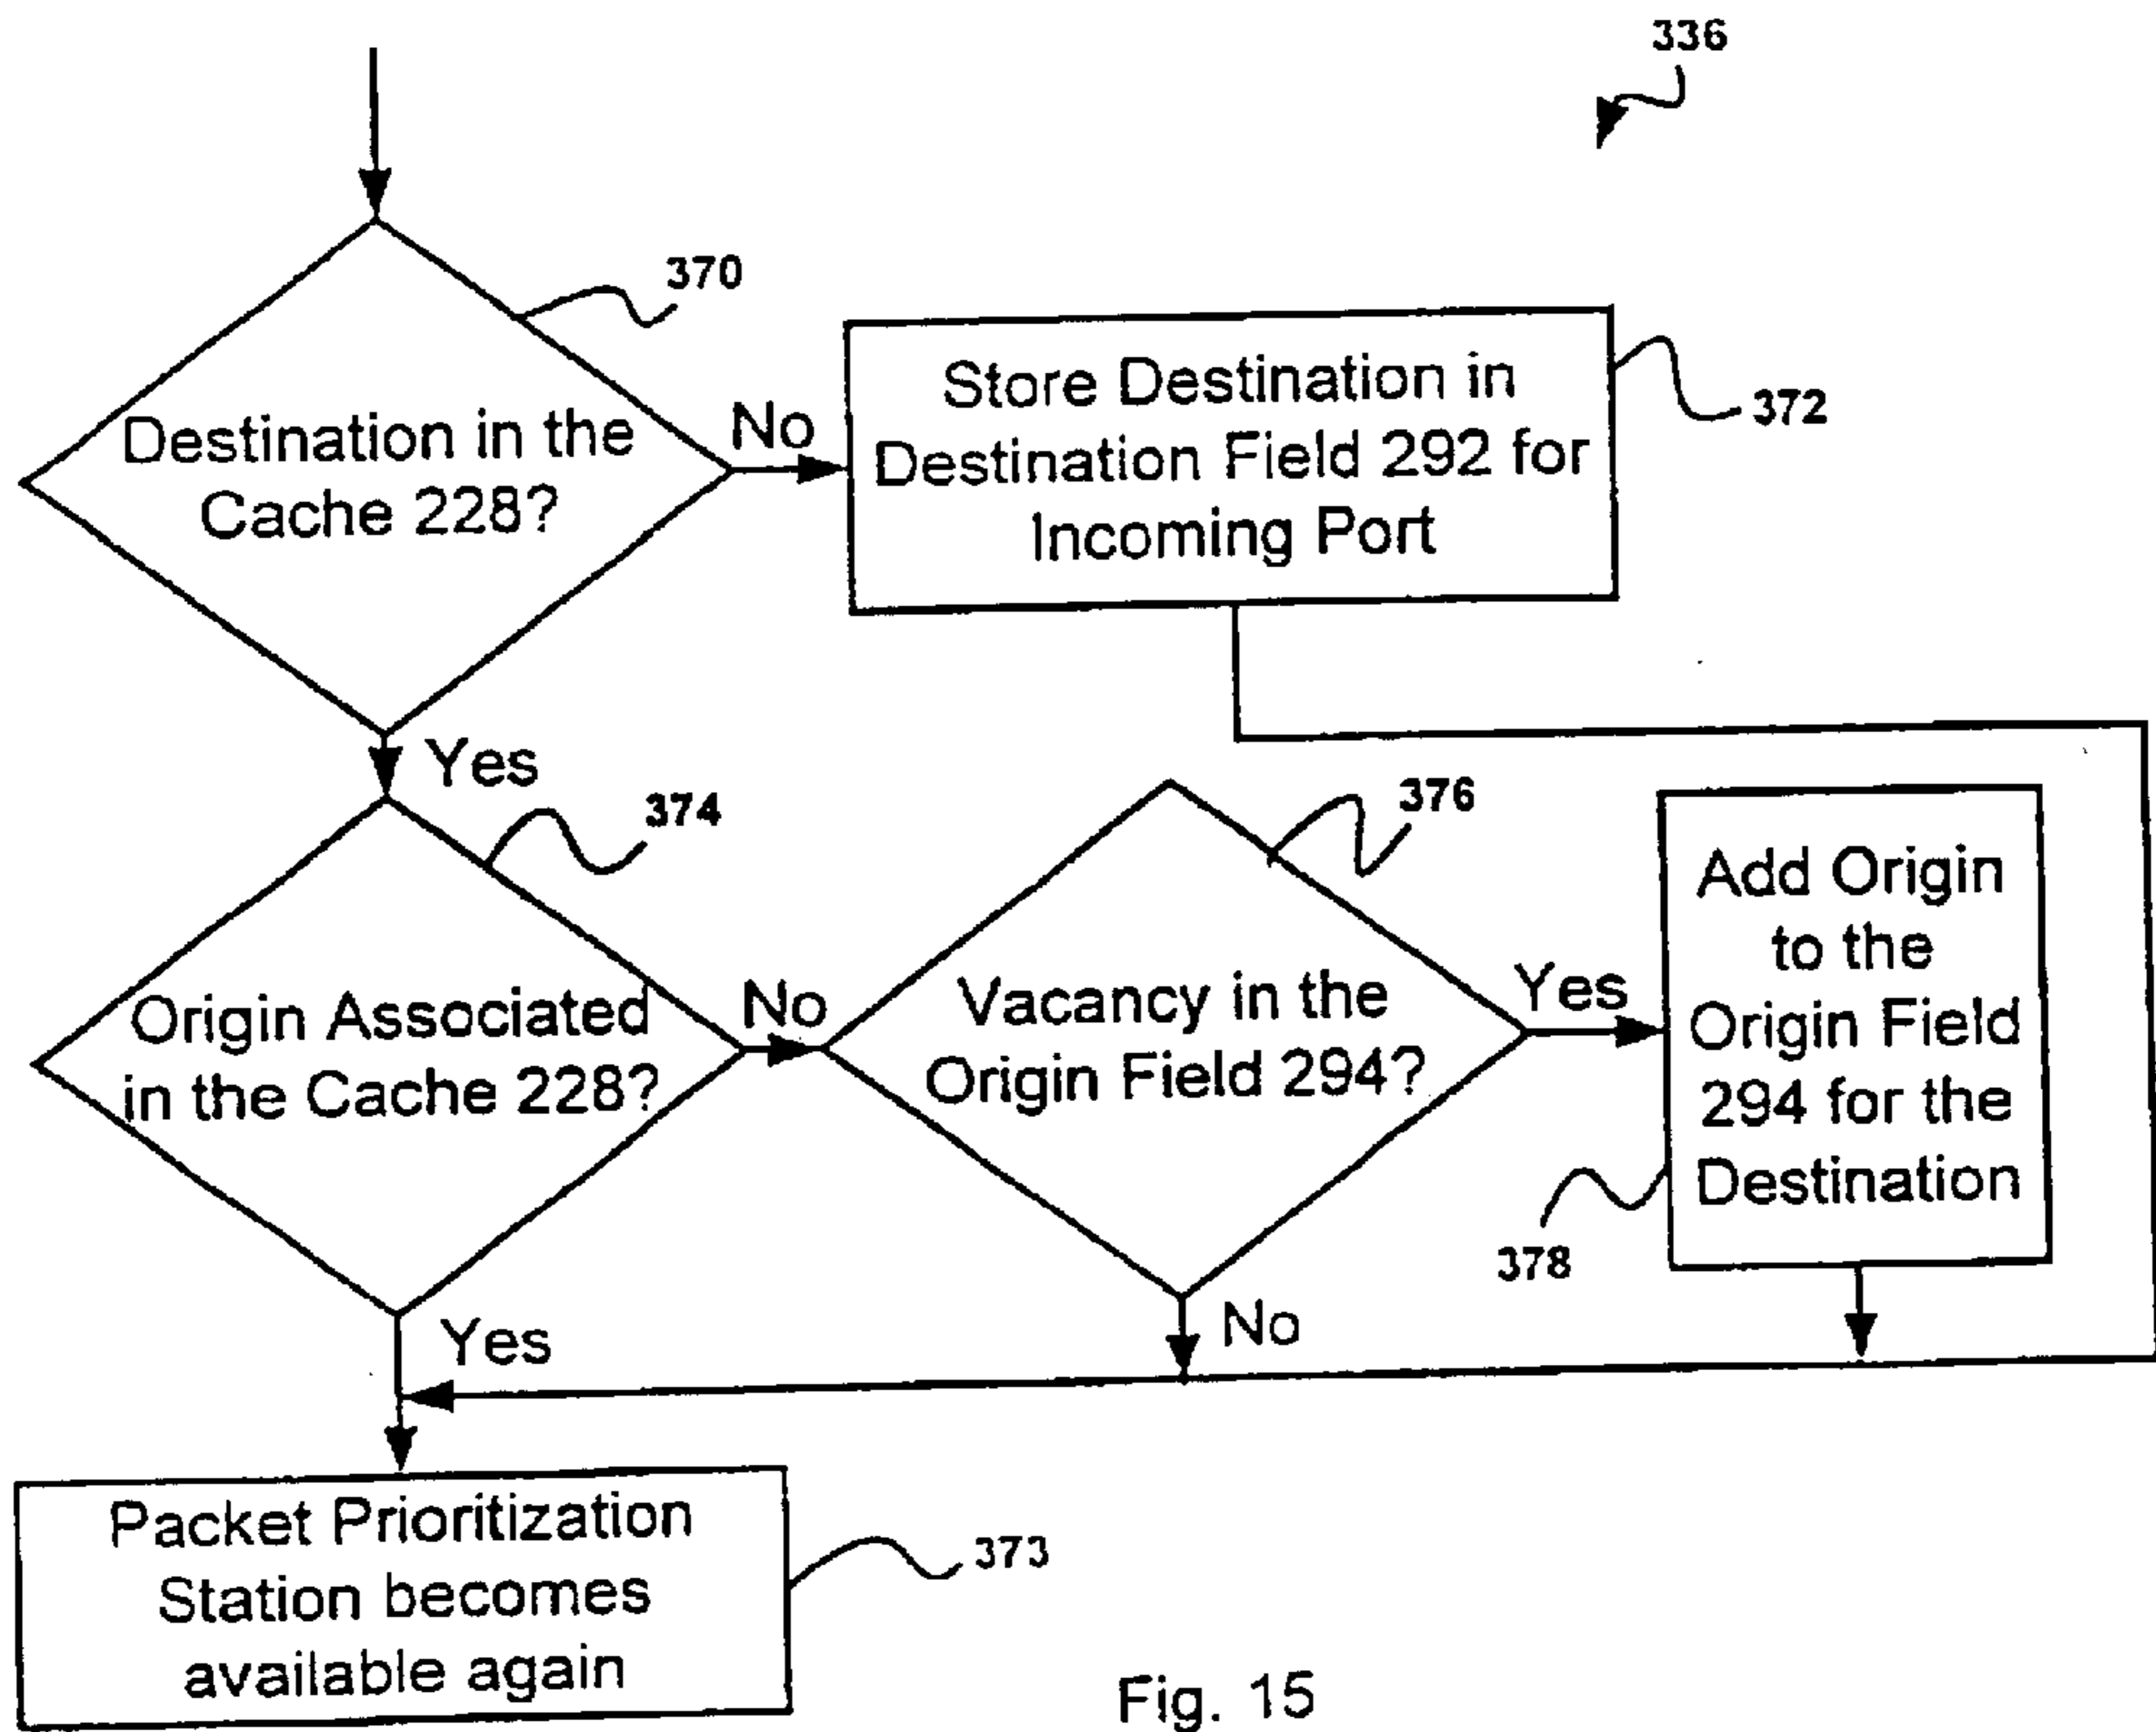 336
370
Destination in the
Cache 228?
No
Store Destination in
Destination Field 292 for
Incoming Port
372
Yes
374
Origin Associated
in the Cache 228?
No
376
Vacancy in the
Origin Field 294?
Yes
Add Origin
to the
Origin Field
294 for the
Destination
378
Yes
No
Packet Prioritization
Station becomes
available again
373
Fig. 15